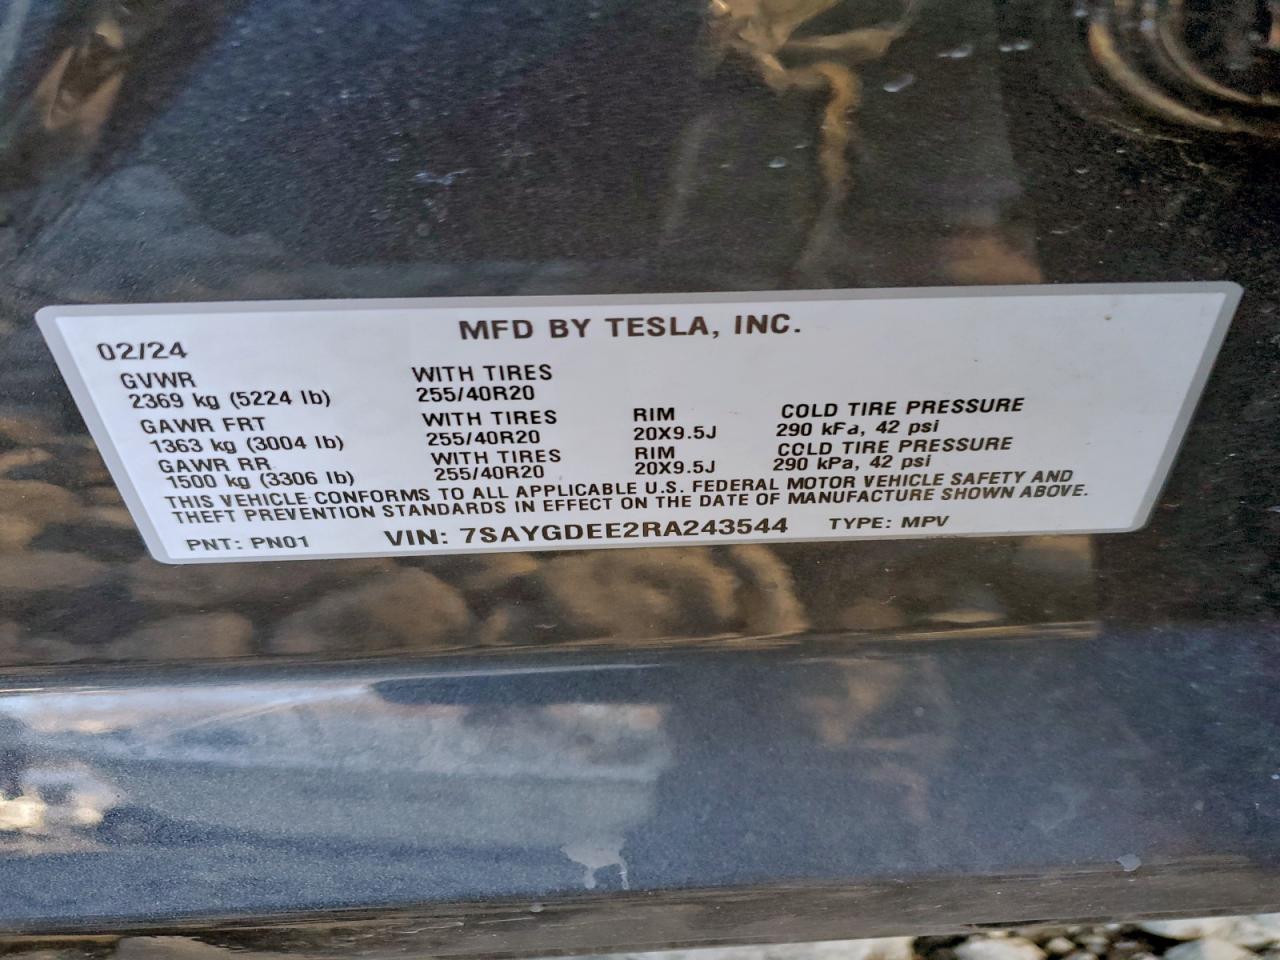 MFD BY TESLA, INC.
02/24
GVWR WITH TIRES
2369 kg (5224 lb) 255/40R20
GAWR FRT WITH TIRES RIM COLD TIRE PRESSURE
1363 kg (3004 lb) 255/40R20 20X9.5J 290 kPa, 42 psi
GAWR RR WITH TIRES RIM COLD TIRE PRESSURE
1500 kg (3306 lb) 255/40R20 20X9.5J 290 kPa, 42 psi
THIS VEHICLE CONFORMS TO ALL APPLICABLE U.S. FEDERAL MOTOR VEHICLE SAFETY AND
THEFT PREVENTION STANDARDS IN EFFECT ON THE DATE OF MANUFACTURE SHOWN ABOVE.
PNT: PN01 VIN: 7SAYGDEE2RA243544 TYPE: MPV